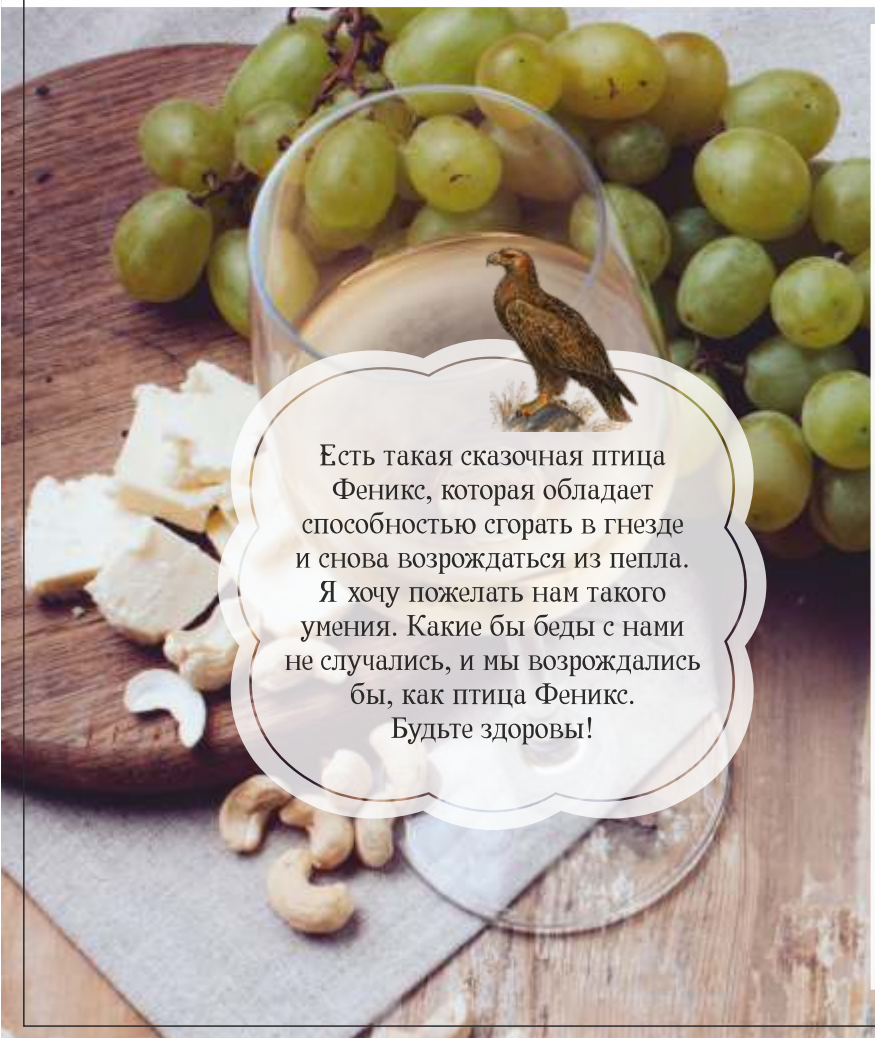 Есть такая сказочная птица
Феникс, которая обладает
способностью сгорать в гнезде
и снова возрождаться из пепла.
Я хочу пожелать нам такого
умения. Какие бы беды с нами
не случались, и мы возрождались
бы, как птица Феникс.
Будьте здоровы!